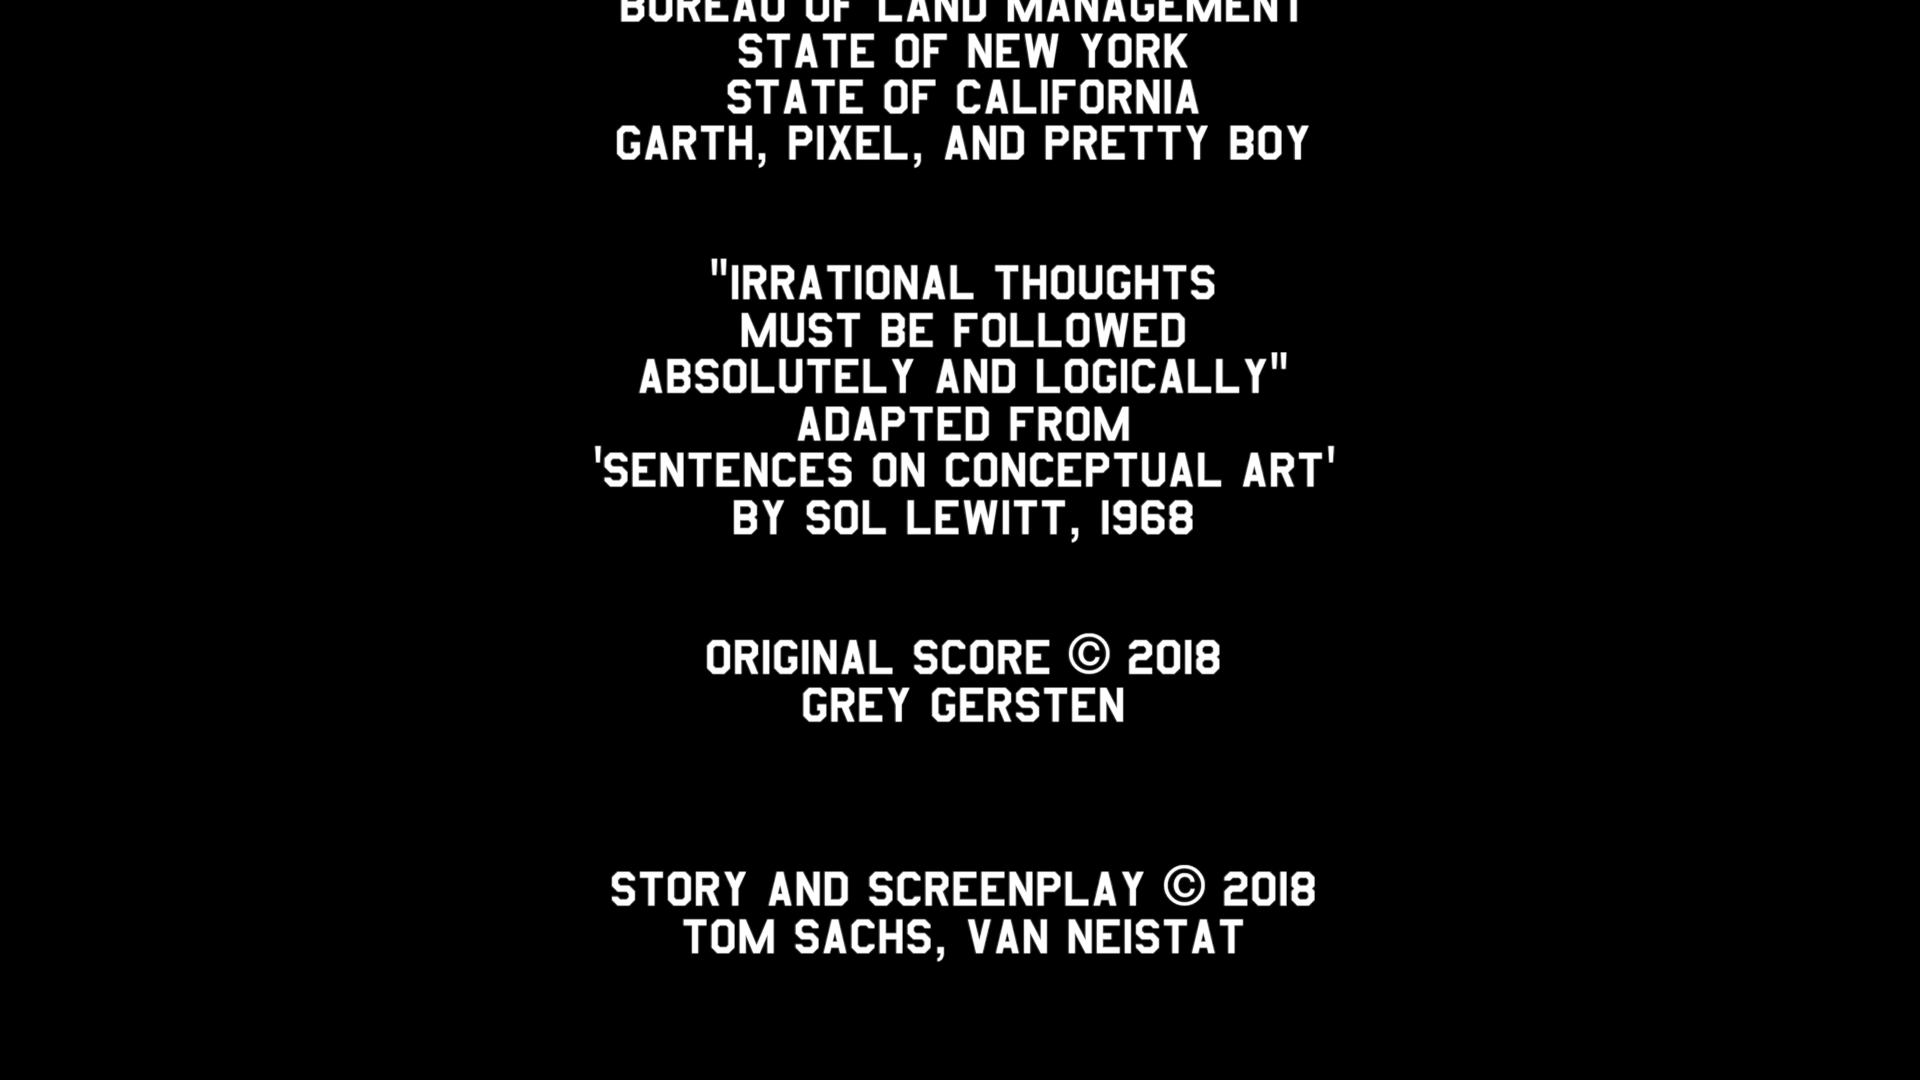 BUREAU OF LAND MANAGEMENT
STATE OF NEW YORK
STATE OF CALIFORNIA
GARTH, PIXEL, AND PRETTY BOY
"IRRATIONAL THOUGHTS
MUST BE FOLLOWED
ABSOLUTELY AND LOGICALLY"
ADAPTED FROM
'SENTENCES ON CONCEPTUAL ART'
BY SOL LEWITT, 1968
ORIGINAL SCORE © 2018
GREY GERSTEN
STORY AND SCREENPLAY © 2018
TOM SACHS, VAN NEISTAT